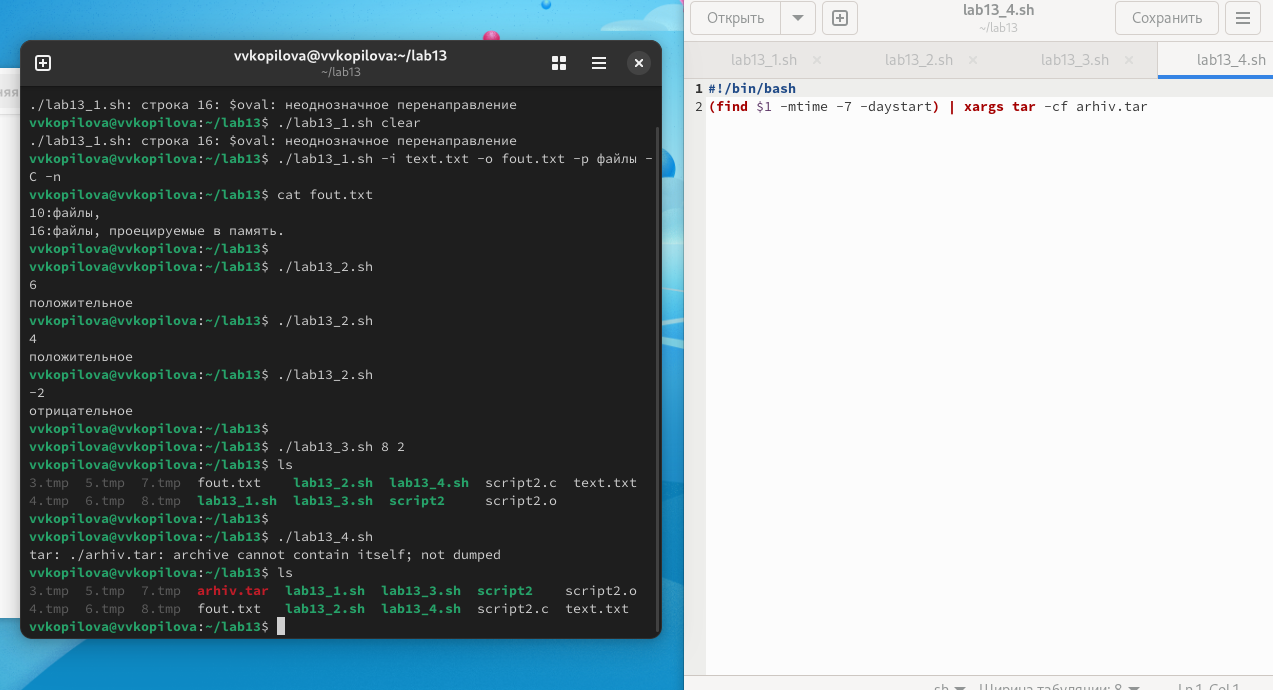 vvkopilova@vvkopilova:~/lab13
~/lab13
./lab13_1.sh: строка 16: $oval: неоднозначное перенаправление
vvkopilova@vvkopilova:~/lab13$ ./lab13_1.sh clear
./lab13_1.sh: строка 16: $oval: неоднозначное перенаправление
vvkopilova@vvkopilova:~/lab13$ ./lab13_1.sh -i text.txt -o fout.txt -p файлы -
C -n
vvkopilova@vvkopilova:~/lab13$ cat fout.txt
10:файлы,
16:файлы, проецируемые в память.
vvkopilova@vvkopilova:~/lab13$
vvkopilova@vvkopilova:~/lab13$ ./lab13_2.sh
6
положительное
vvkopilova@vvkopilova:~/lab13$ ./lab13_2.sh
4
положительное
vvkopilova@vvkopilova:~/lab13$ ./lab13_2.sh
-2
отрицательное
vvkopilova@vvkopilova:~/lab13$
vvkopilova@vvkopilova:~/lab13$ ./lab13_3.sh 8 2
vvkopilova@vvkopilova:~/lab13$ ls
3.tmp 5.tmp 7.tmp fout.txt lab13_2.sh lab13_4.sh script2.c text.txt
4.tmp 6.tmp 8.tmp lab13_1.sh lab13_3.sh script2 script2.o
vvkopilova@vvkopilova:~/lab13$
vvkopilova@vvkopilova:~/lab13$ ./lab13_4.sh
tar: ./arhiv.tar: archive cannot contain itself; not dumped
vvkopilova@vvkopilova:~/lab13$ ls
3.tmp 5.tmp 7.tmp arhiv.tar lab13_1.sh lab13_3.sh script2 script2.o
4.tmp 6.tmp 8.tmp fout.txt lab13_2.sh lab13_4.sh script2.c text.txt
vvkopilova@vvkopilova:~/lab13$
Открыть lab13_4.sh Сохранить
~/lab13
lab13_1.sh lab13_2.sh lab13_3.sh lab13_4.sh
1 #!/bin/bash
2 (find $1 -mtime -7 -daystart) | xargs tar -cf arhiv.tar
sh Ширина табуляции: 8 Ln 1, Col 1